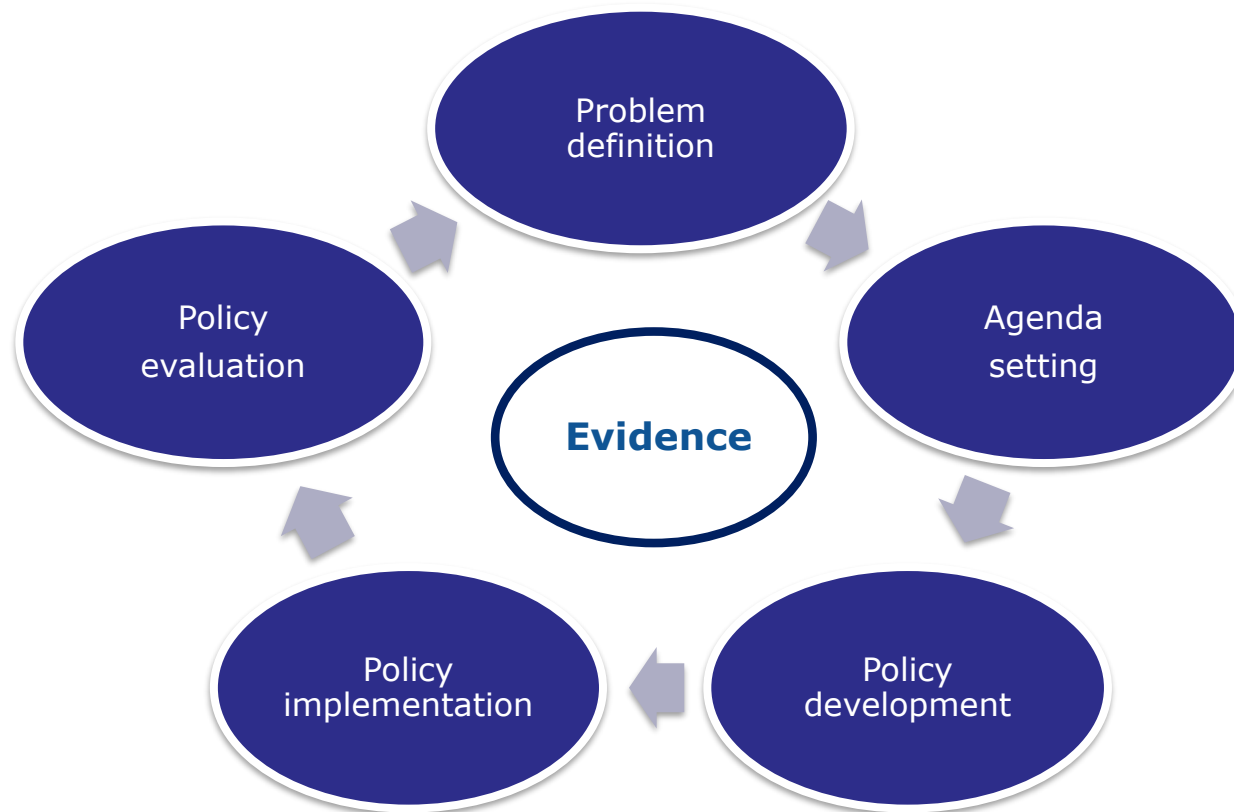 Problem
definition
Agenda
setting
Policy
development
Policy
implementation
Policy
evaluation
Evidence